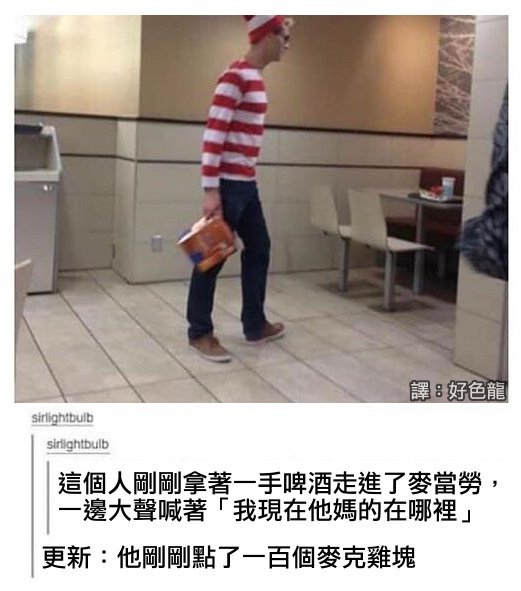 譯：好色龍
sirlightbulb
sirlightbulb
這個人剛剛拿著一手啤酒走進了麥當勞，
一邊大聲喊著「我現在他媽的在哪裡」
更新：他剛剛點了一百個麥克雞塊